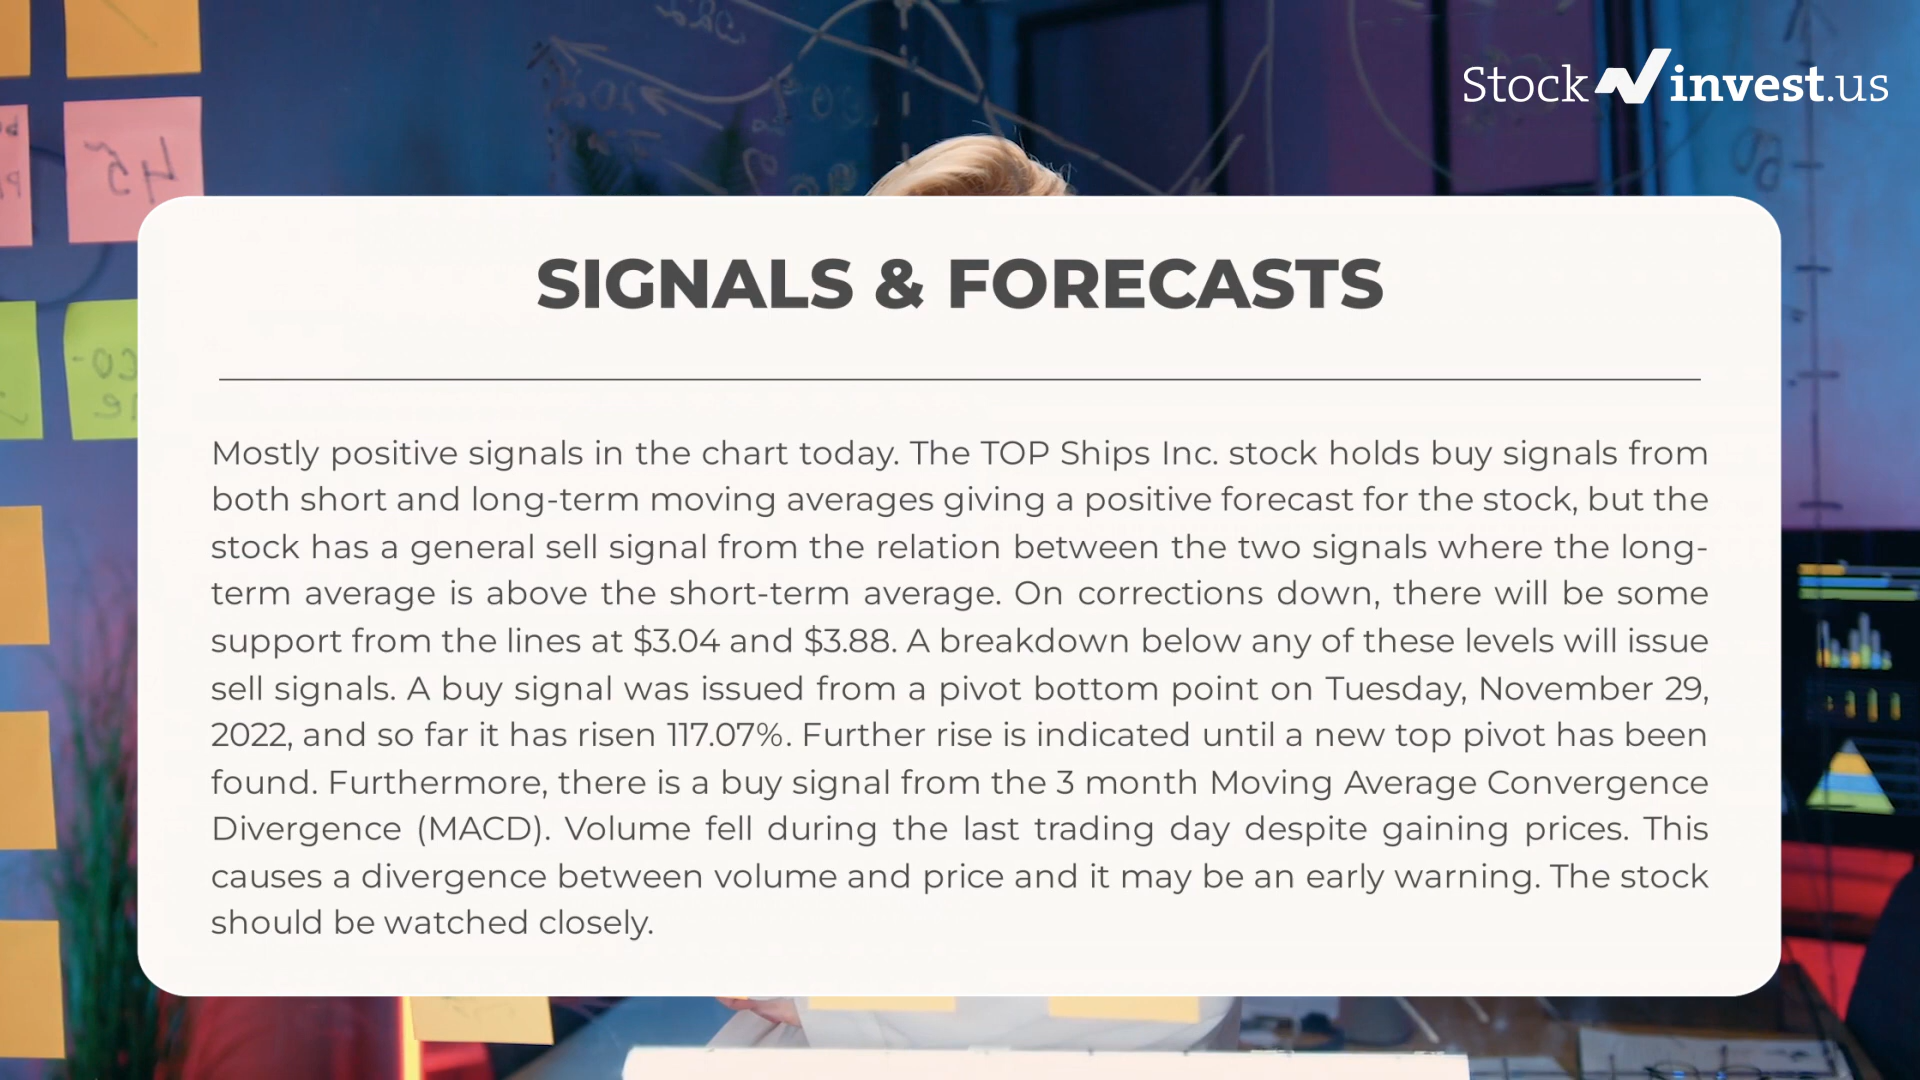 Stock invest.us
45
SIGNALS & FORECASTS
Mostly positive signals in the chart today. The TOP Ships Inc. stock holds buy signals from
both short and long-term moving averages giving a positive forecast for the stock, but the
stock has a general sell signal from the relation between the two signals where the long-
term average is above the short-term average. On corrections down, there will be some
support from the lines at $3.04 and $3.88. A breakdown below any of these levels will issue
sell signals. A buy signal was issued from a pivot bottom point on Tuesday, November 29,
2022, and so far it has risen 117.07%. Further rise is indicated until a new top pivot has been
found. Furthermore, there is a buy signal from the 3 month Moving Average Convergence
Divergence (MACD). Volume fell during the last trading day despite gaining prices. This
causes a divergence between volume and price and it may be an early warning. The stock
should be watched closely.